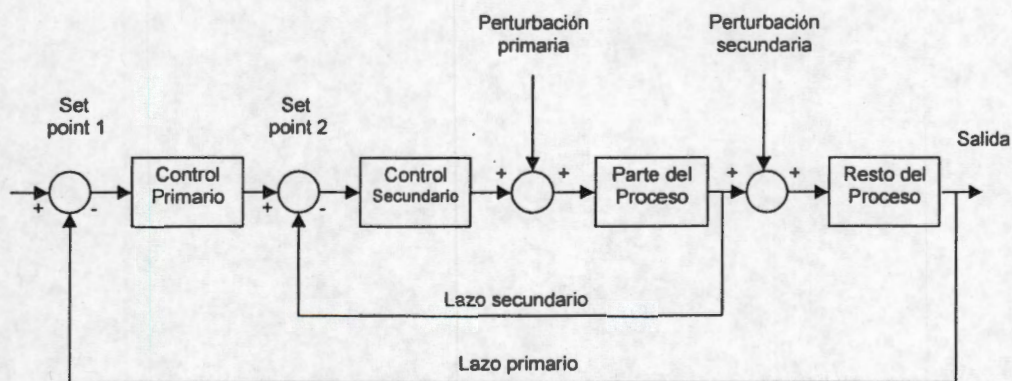 Perturbación
primaria
Perturbación
secundaria
Set
point 1
Set
point 2
Salida
Control
Primario
Control
Secundario
Parte del
Proceso
Resto del
Proceso
+
-
+
-
+
+
+
+
Lazo secundario
Lazo primario